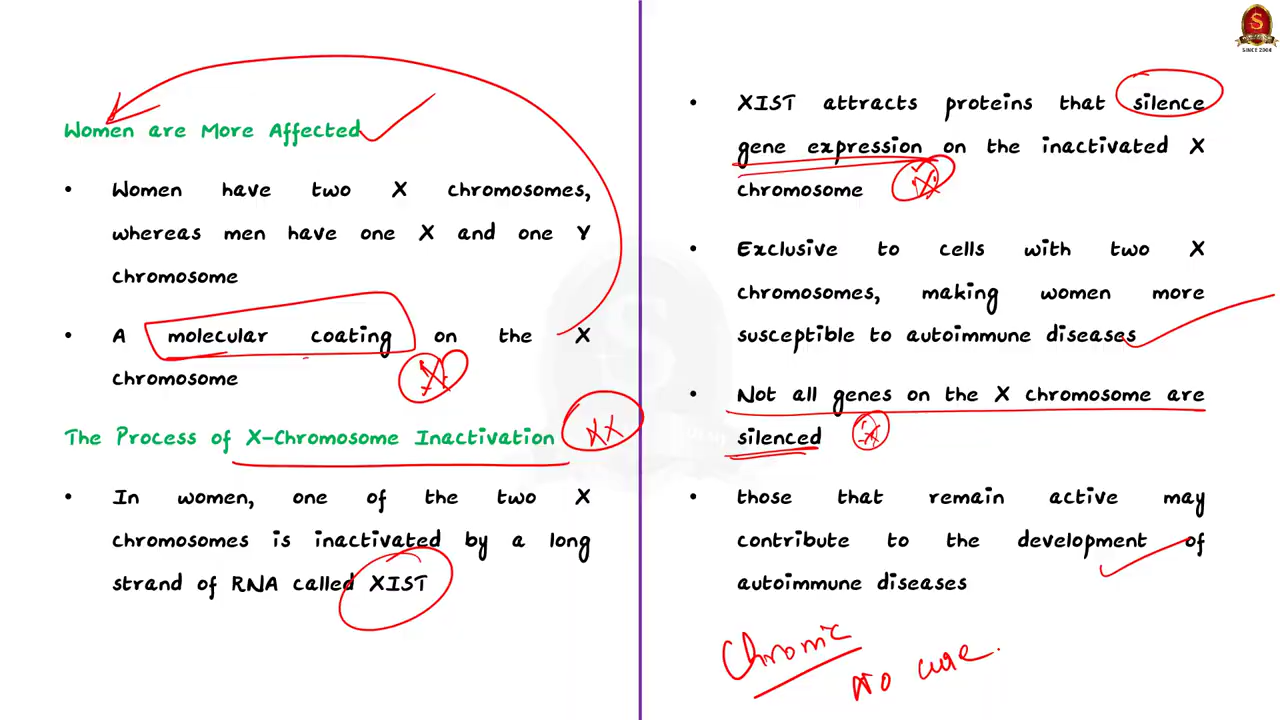 Women are More Affected
• Women have two X chromosomes,
whereas men have one X and one Y
chromosome
• A molecular coating on the X
chromosome
X
The Process of X-Chromosome Inactivation
XX
• In women, one of the two X
chromosomes is inactivated by a long
strand of RNA called XIST
S
SINCE 2004
• XIST attracts proteins that silence
gene expression on the inactivated X
chromosome
X
• Exclusive to cells with two X
chromosomes, making women more
susceptible to autoimmune diseases
• Not all genes on the X chromosome are
silenced
X
• those that remain active may
contribute to the development of
autoimmune diseases
Chronic
No cure.